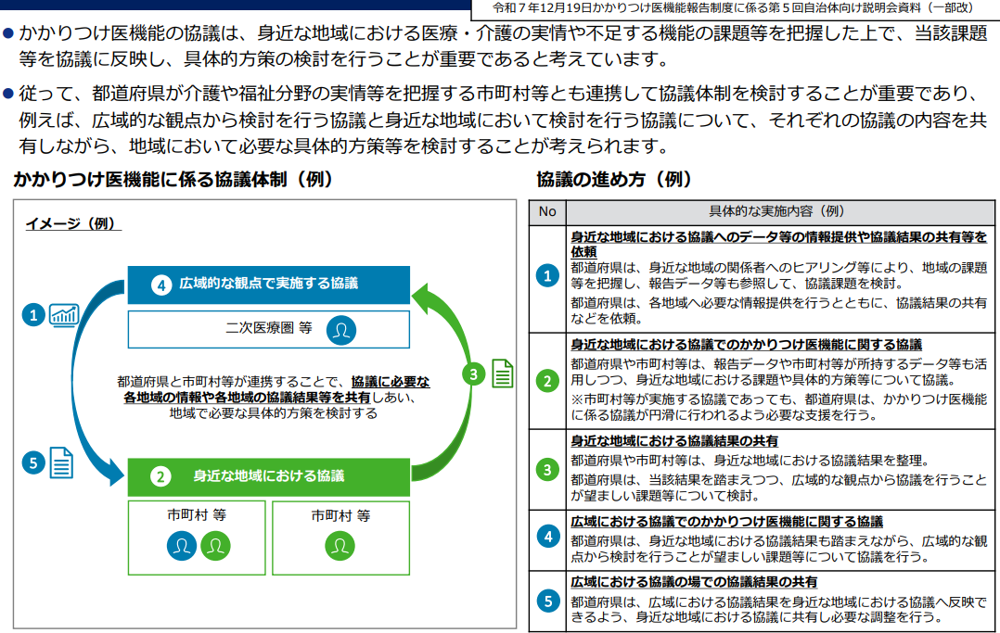 令和７年12月19日かかりつけ医機能報告制度に係る第５回自治体向け説明会資料（一部改）
● かかりつけ医機能の協議は、身近な地域における医療・介護の実情や不足する機能の課題等を把握した上で、当該課題
等を協議に反映し、具体的方策の検討を行うことが重要であると考えています。
● 従って、都道府県が介護や福祉分野の実情等を把握する市町村等とも連携して協議体制を検討することが重要であり、
例えば、広域的な観点から検討を行う協議と身近な地域において検討を行う協議について、それぞれの協議の内容を共
有しながら、地域において必要な具体的方策等を検討することが考えられます。
かかりつけ医機能に係る協議体制（例）
イメージ（例）
4 広域的な観点で実施する協議
1
二次医療圏 等
3
都道府県と市町村等が連携することで、協議に必要な
各地域の情報や各地域の協議結果等を共有しあい、
地域で必要な具体的方策を検討する
5
2 身近な地域における協議
市町村 等
市町村 等
協議の進め方（例）
No 具体的な実施内容（例）
1
身近な地域における協議へのデータ等の情報提供や協議結果の共有等を
依頼
都道府県は、身近な地域の関係者へのヒアリング等により、地域の課題
等を把握し、報告データ等も参照して、協議課題を検討。
都道府県は、各地域へ必要な情報提供を行うとともに、協議結果の共有
などを依頼。
2
身近な地域における協議でのかかりつけ医機能に関する協議
都道府県や市町村等は、報告データや市町村等が所持するデータ等も活
用しつつ、身近な地域における課題や具体的方策等について協議。
※市町村等が実施する協議であっても、都道府県は、かかりつけ医機能
に係る協議が円滑に行われるよう必要な支援を行う。
3
身近な地域における協議結果の共有
都道府県や市町村等は、身近な地域における協議結果を整理。
都道府県は、当該結果を踏まえつつ、広域的な観点から協議を行うこと
が望ましい課題等について検討。
4
広域における協議でのかかりつけ医機能に関する協議
都道府県は、身近な地域における協議結果も踏まえながら、広域的な観
点から検討を行うことが望ましい課題等について協議を行う。
5
広域における協議の場での協議結果の共有
都道府県は、広域における協議結果を身近な地域における協議へ反映で
きるよう、身近な地域における協議に共有し必要な調整を行う。